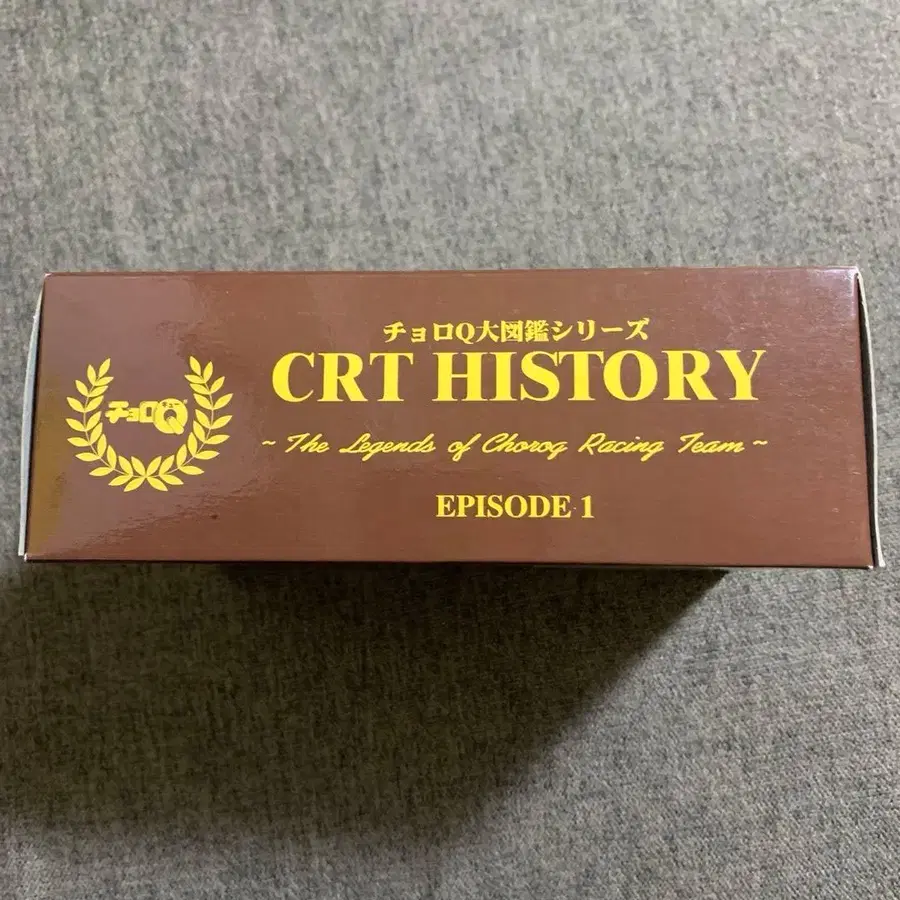 チョロQ大図鑑シリーズ
CRT HISTORY
~ The Legends of Choroq Racing Team ~
EPISODE 1
チョロQ